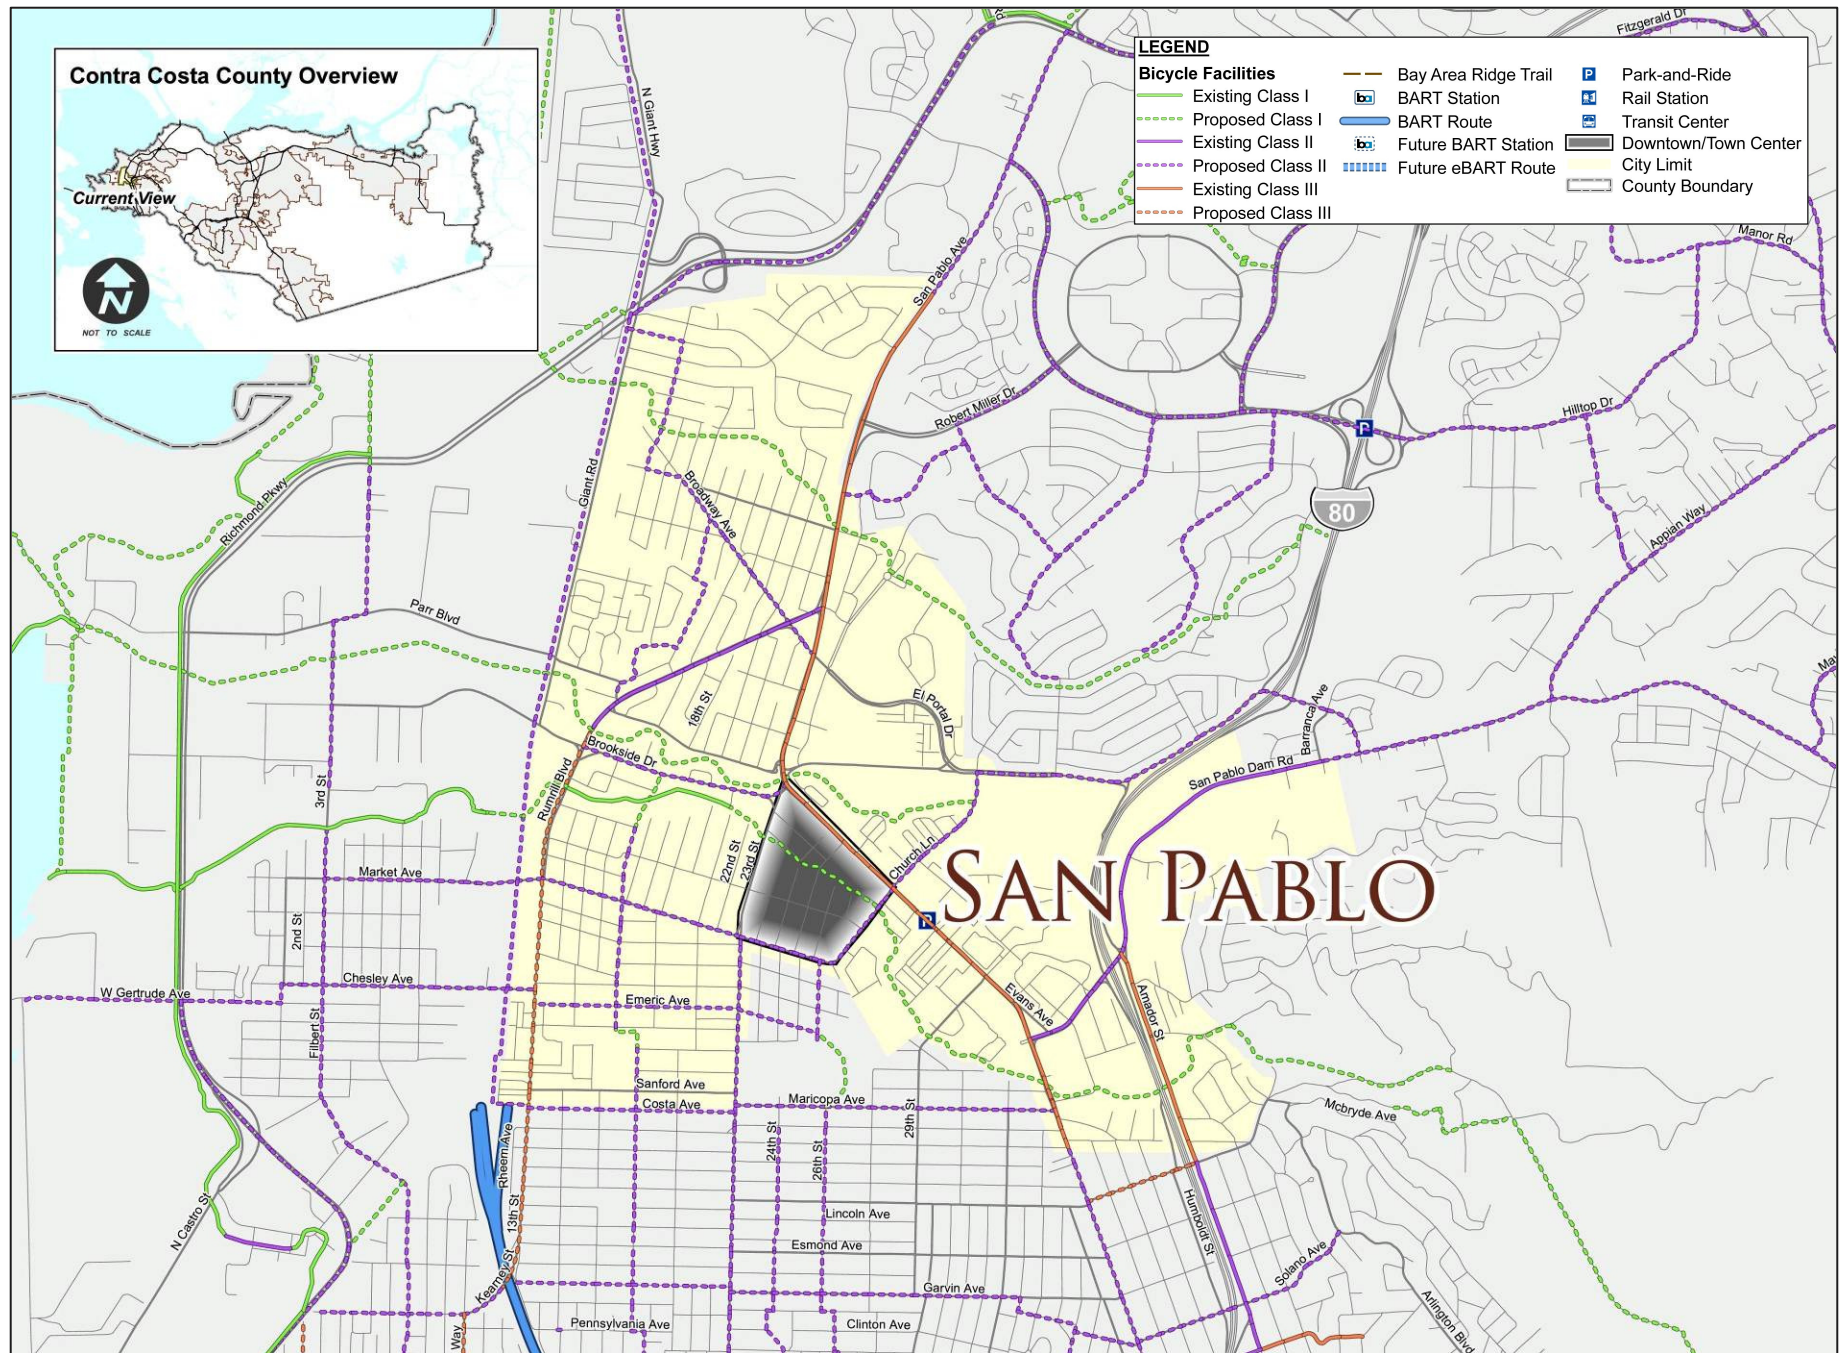 Contra Costa County Overview
Current View
N
NOT TO SCALE
LEGEND
Bicycle Facilities
Existing Class I
Proposed Class I
Existing Class II
Proposed Class II
Existing Class III
Proposed Class III
Bay Area Ridge Trail
ba BART Station
BART Route
ba Future BART Station
Future eBART Route
P Park-and-Ride
Rail Station
Transit Center
Downtown/Town Center
City Limit
County Boundary
Fitzgerald Dr
Rd
N Giant Hwy
Manor Rd
San Pablo Ave
Robert Miller Dr
Hilltop Dr
P
Giant Rd
Broadway Ave
Richmond Pkwy
80
Appian Way
Parr Blvd
18th St
El Portal Dr
Barranca Ave
Brookside Dr
San Pablo Dam Rd
3rd St
Rumrill Blvd
22nd St
23rd St
Church Ln
Market Ave
SAN PABLO
P
2nd St
Chesley Ave
W Gertrude Ave
Emeric Ave
Evans Ave
Amador St
Filbert St
Sanford Ave
Costa Ave
Maricopa Ave
29th St
Mcbryde Ave
24th St
26th St
Rheem Ave
13th St
N Castro St
Lincoln Ave
Humboldt St
Esmond Ave
Solano Ave
Kearney St
Garvin Ave
Arlington Blvd
Pennsylvania Ave
Clinton Ave
Way